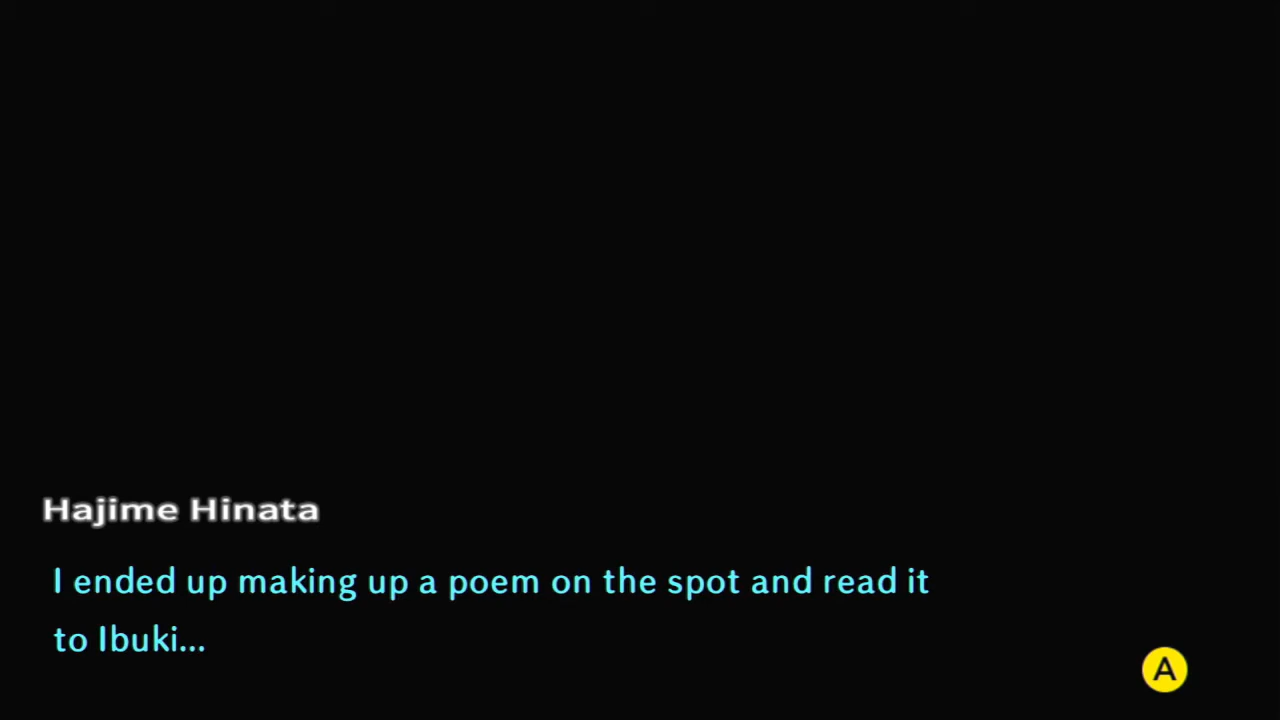 Hajime Hinata
I ended up making up a poem on the spot and read it
to Ibuki...
A